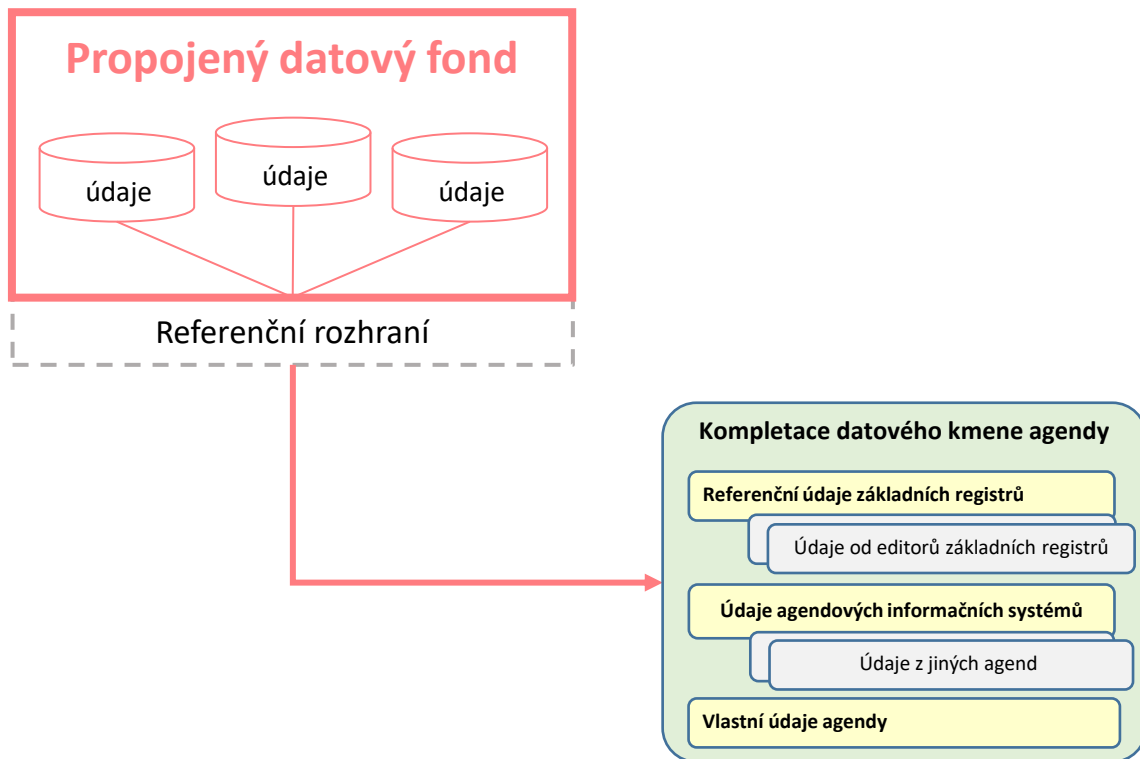 Propojený datový fond
údaje
údaje
údaje
Referenční rozhraní
Kompletace datového kmene agendy
Referenční údaje základních registrů
Údaje od editorů základních registrů
Údaje agendových informačních systémů
Údaje z jiných agend
Vlastní údaje agendy